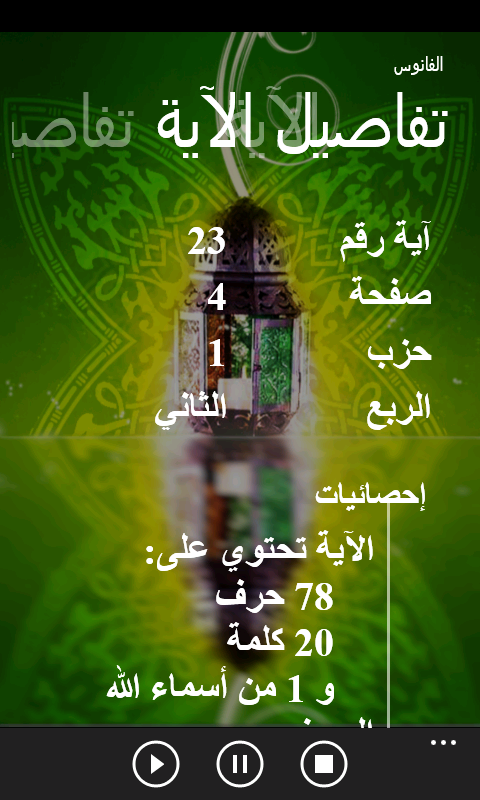 الفانوس
تفاصيل الآية
آية رقم 23
صفحة 4
حزب 1
الربع الثاني
إحصائيات
الآية تحتوي على:
78 حرف
20 كلمة
و 1 من أسماء الله